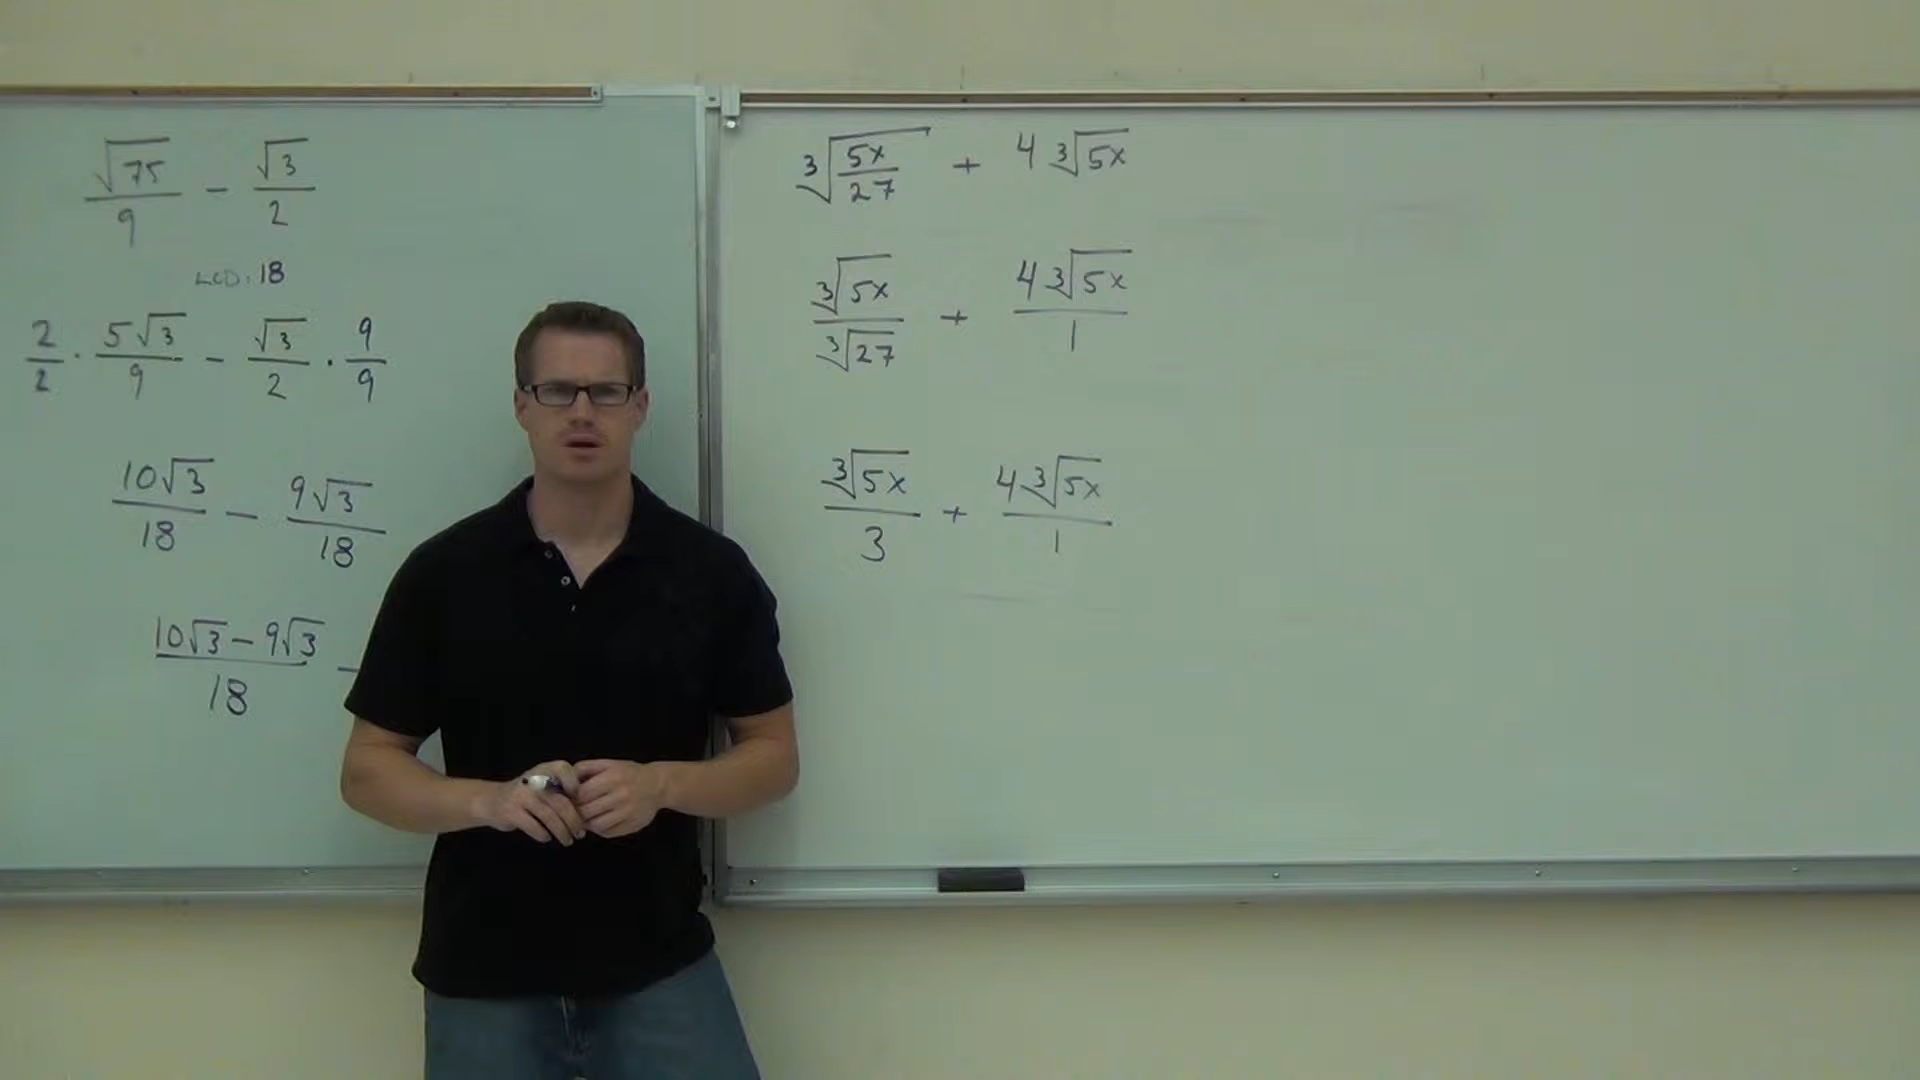 √75/9 - √3/2
LCD: 18
2/2 · 5√3/9 - √3/2 · 9/9
10√3/18 - 9√3/18
(10√3 - 9√3)/18
∛(5x/27) + 4∛5x
∛5x/∛27 + 4∛5x/1
∛5x/3 + 4∛5x/1